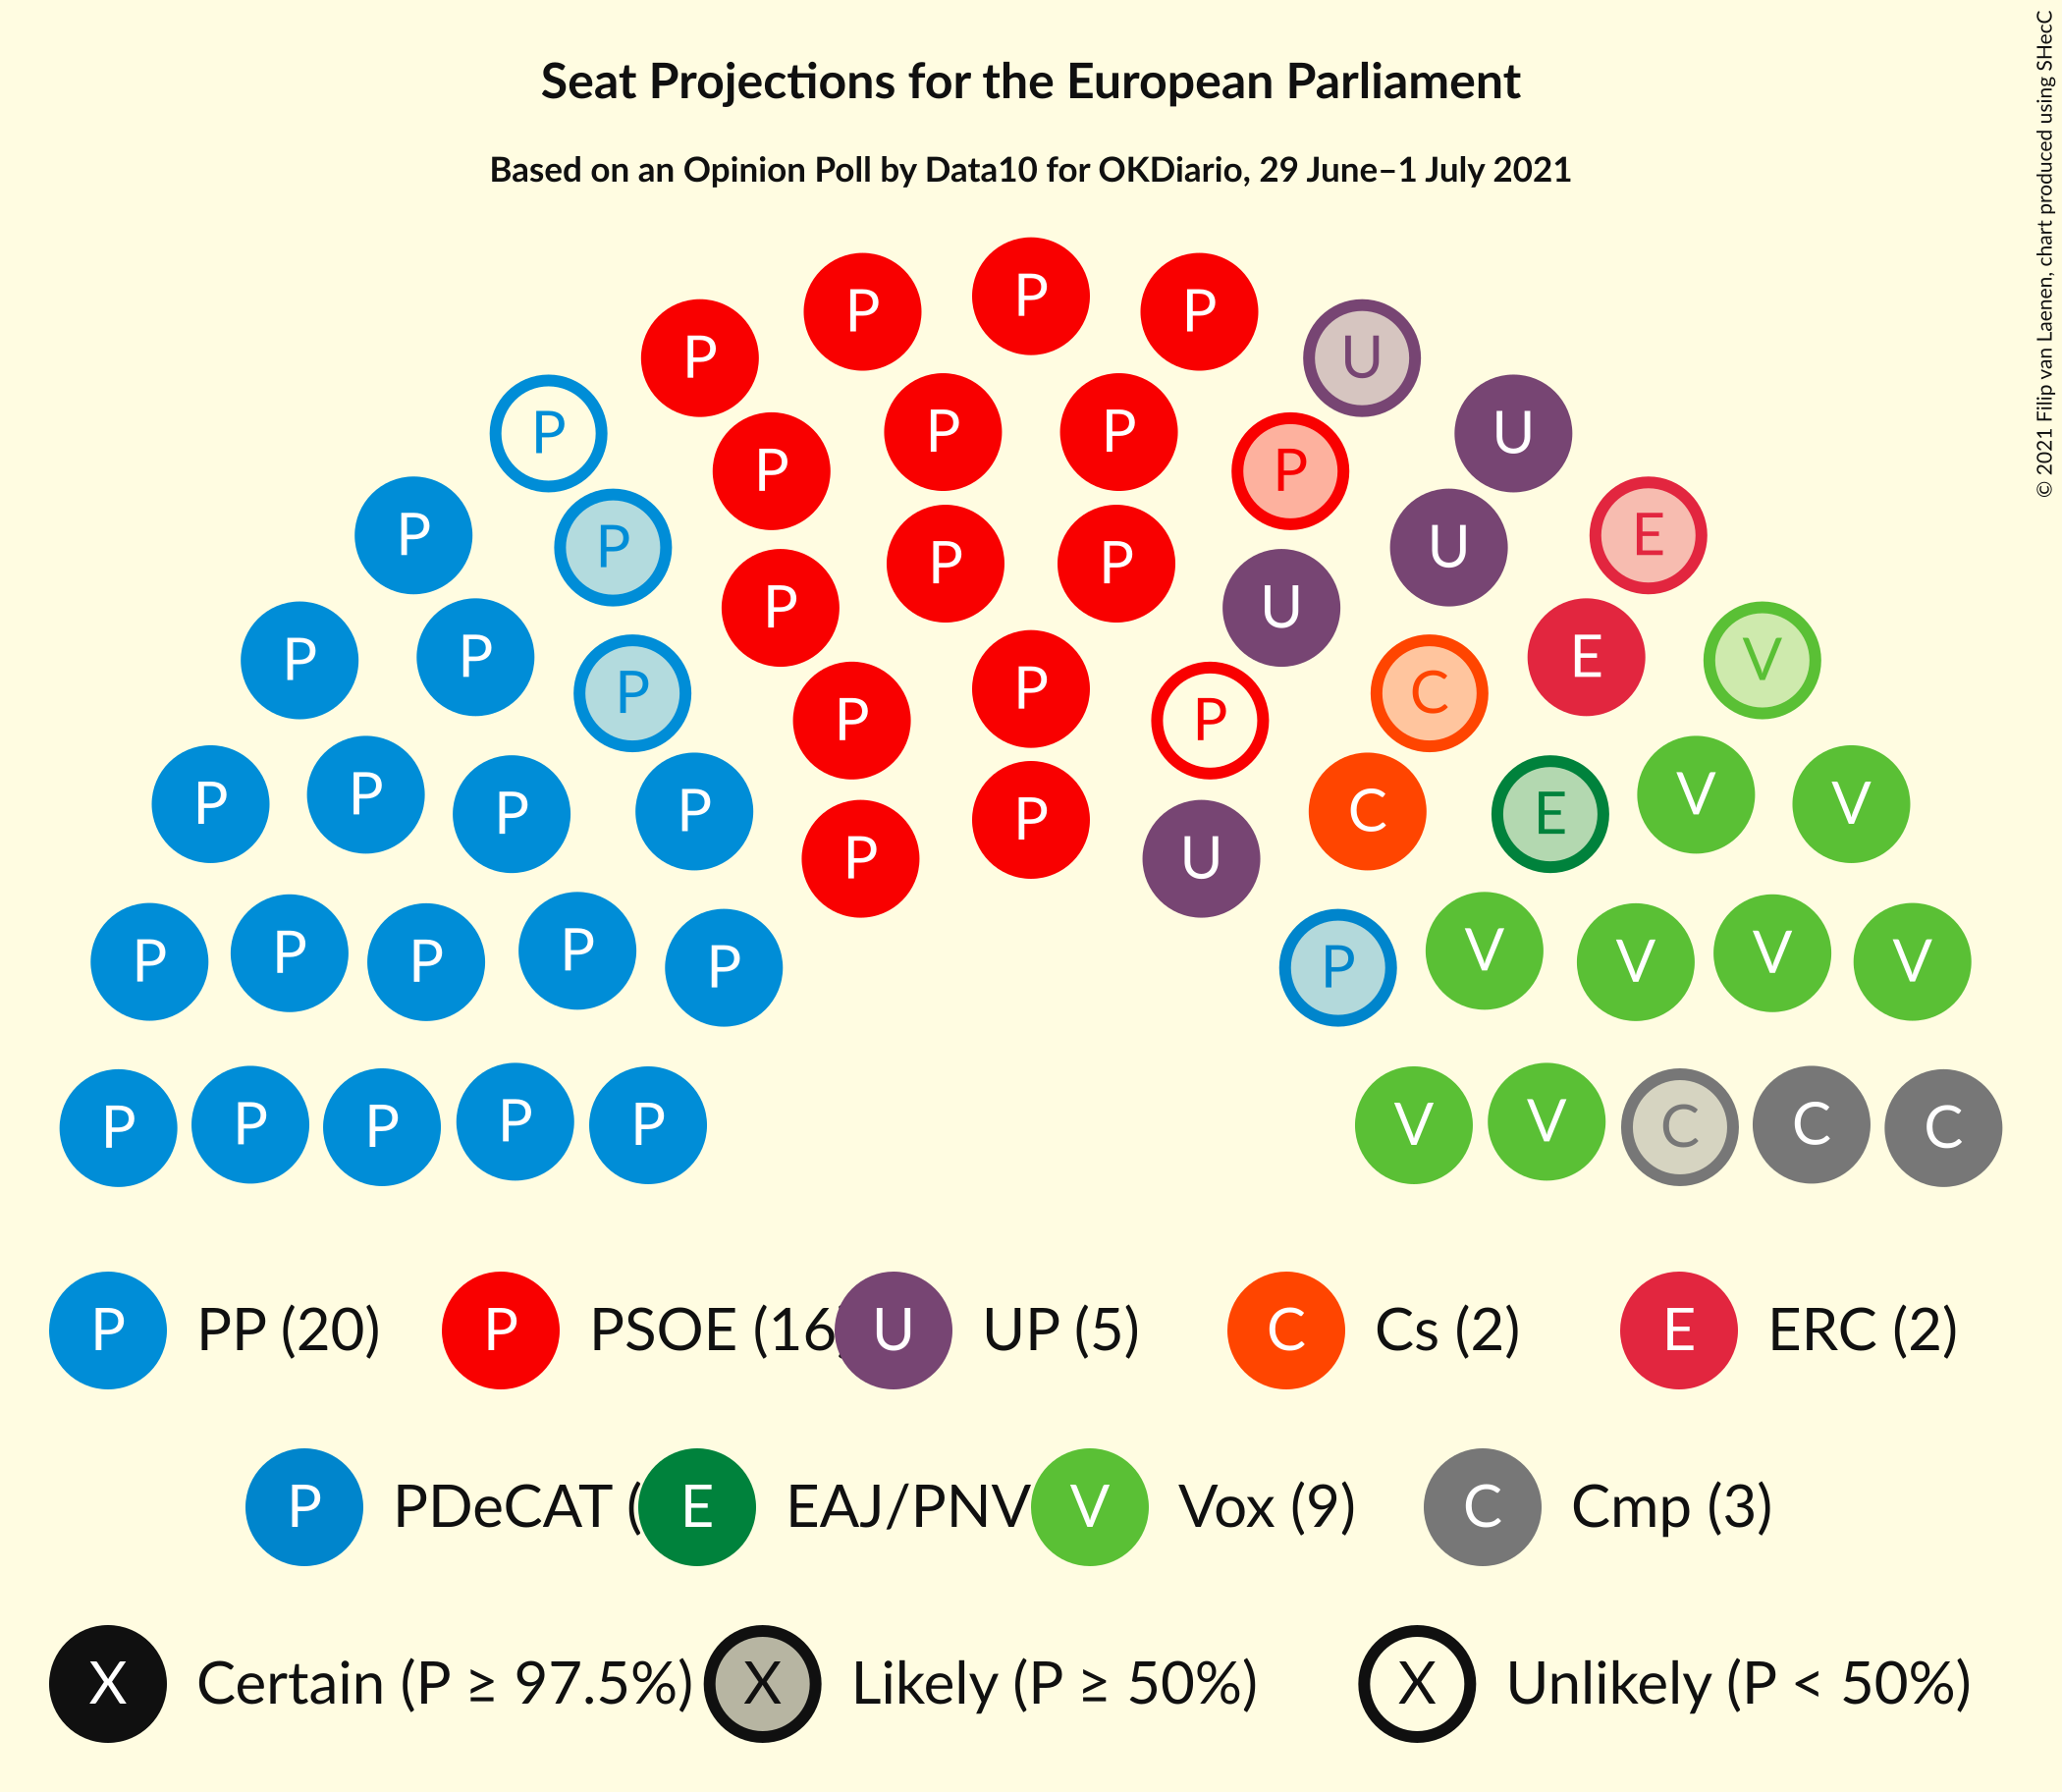 Seat Projections for the European Parliament
Based on an Opinion Poll by Data10 for OKDiario, 29 June–1 July 2021
© 2021 Filip van Laenen, chart produced using SHecC
P P P
P P
P P U
P P U
P P P
P U
P P P E
P E
P P U
P P P E V
P C
P P P
P P P P C E V V
P P
P U
P P P P P P V V V V
P P P P P V V C C C
P PP (20) P PSOE (16 U UP (5) C Cs (2) E ERC (2)
P PDeCAT ( E EAJ/PNV V Vox (9) C Cmp (3)
X Certain (P ≥ 97.5%) X Likely (P ≥ 50%) X Unlikely (P < 50%)